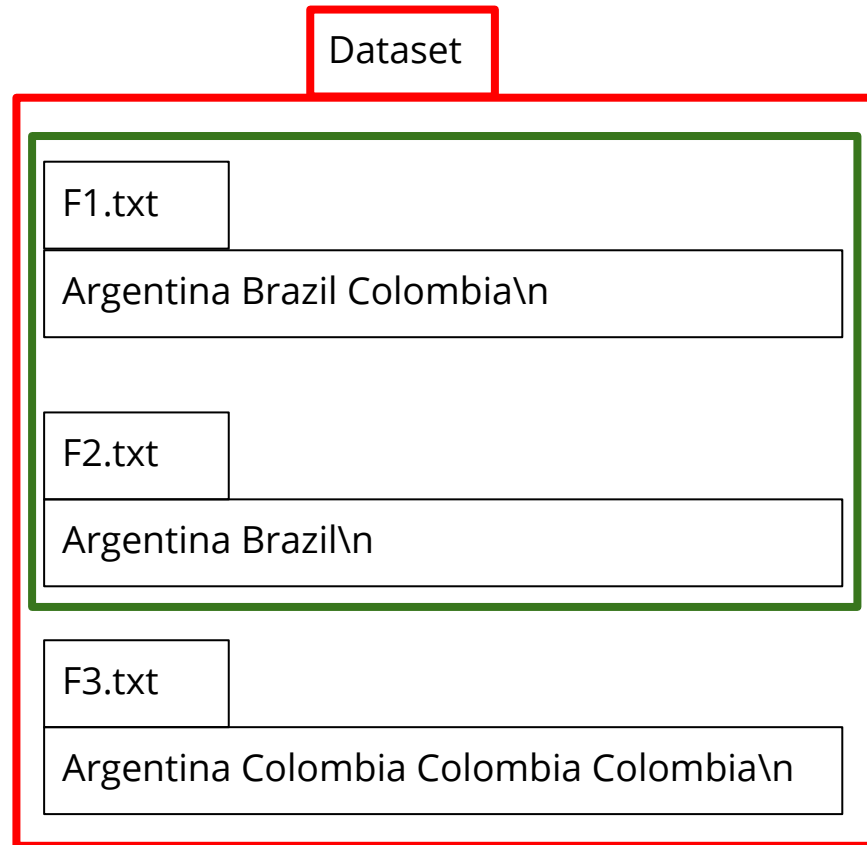 Dataset
F1.txt
Argentina Brazil Colombia\n
F2.txt
Argentina Brazil\n
F3.txt
Argentina Colombia Colombia Colombia\n